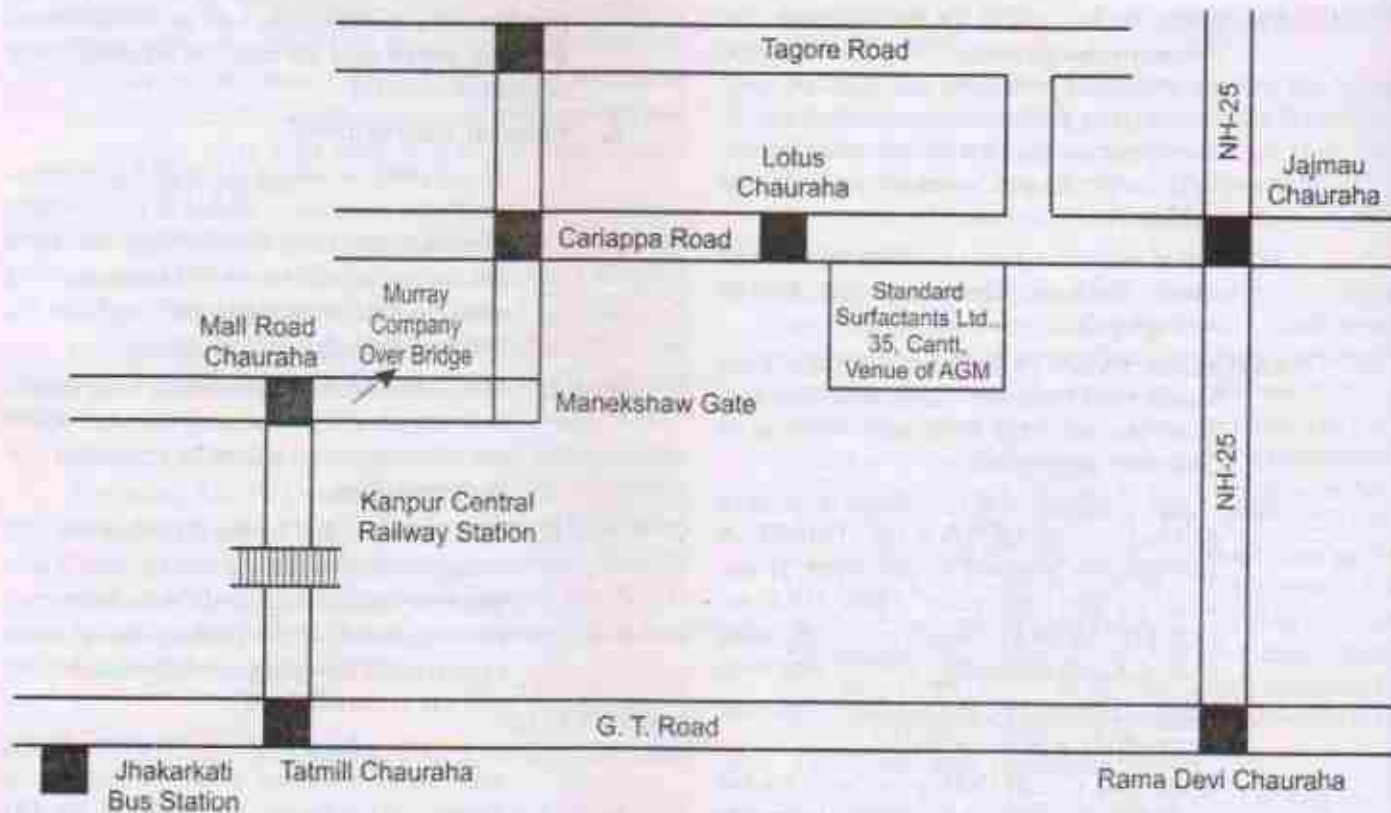 Tagore Road
NH-25
Lotus
Chauraha
Jajmau
Chauraha
Cariappa Road
Murray
Company
Over Bridge
Mall Road
Chauraha
Standard
Surfactants Ltd.,
35, Cantt,
Venue of AGM
Manekshaw Gate
NH-25
Kanpur Central
Railway Station
G. T. Road
Jhakarkati
Bus Station
Tatmill Chauraha
Rama Devi Chauraha